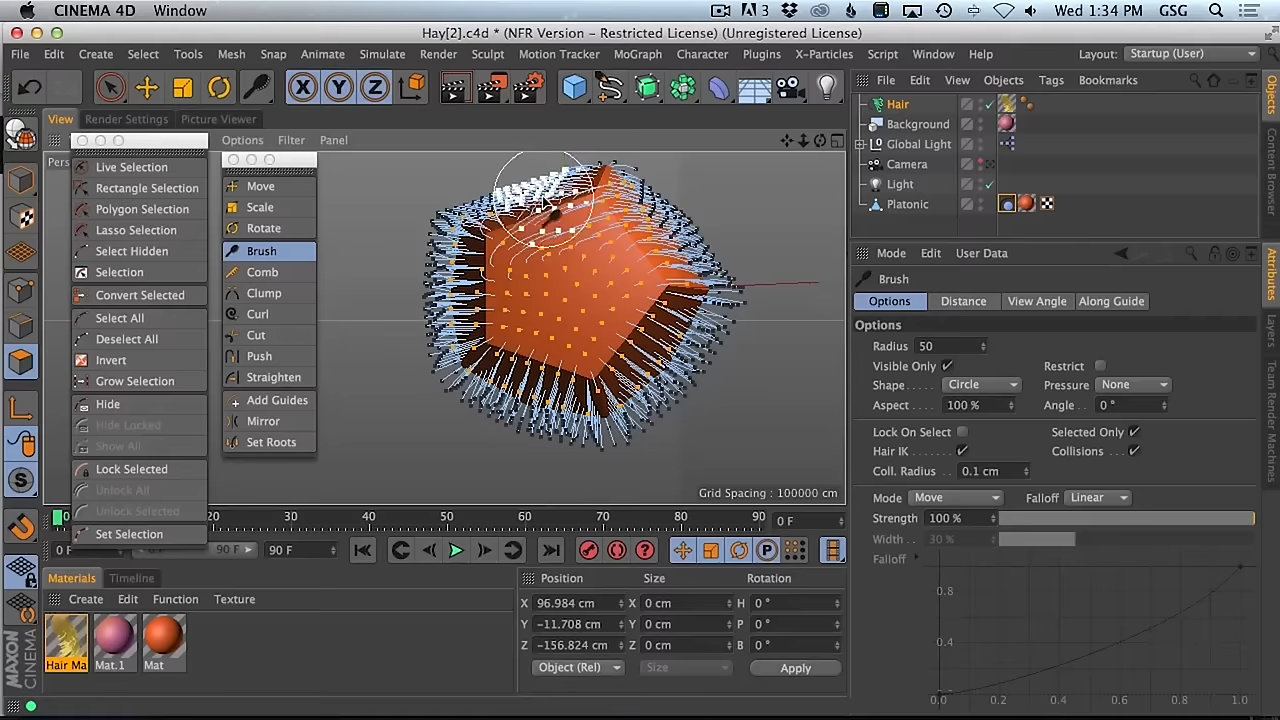 CINEMA 4D Window 3 Wed 1:34 PM GSG
Hay[2].c4d * (NFR Version - Restricted License) (Unregistered License)
File Edit Create Select Tools Mesh Snap Animate Simulate Render Sculpt Motion Tracker MoGraph Character Plugins X-Particles Script Window Help Layout: Startup (User)
X Y Z
File Edit View Objects Tags Bookmarks
View Render Settings Picture Viewer
Options Filter Panel
Pers
Live Selection
Rectangle Selection
Polygon Selection
Lasso Selection
Select Hidden
Selection
Convert Selected
Select All
Deselect All
Invert
Grow Selection
Hide
Hide Locked
Show All
Lock Selected
Unlock All
Unlock Selected
Set Selection
Move
Scale
Rotate
Brush
Comb
Clump
Curl
Cut
Push
Straighten
Add Guides
Mirror
Set Roots
Grid Spacing : 100000 cm
Hair
Background
Global Light
Camera
Light
Platonic
Objects
Content Browser
Mode Edit User Data
Brush
Options Distance View Angle Along Guide
Options
Radius 50
Visible Only Restrict
Shape Circle Pressure None
Aspect 100 % Angle 0 °
Lock On Select Selected Only
Hair IK Collisions
Coll. Radius 0.1 cm
Mode Move Falloff Linear
Strength 100 %
Width 30 %
Falloff
0.8
0.4
0.0 0.2 0.4 0.6 0.8 1.0
Attributes
Layers
Team Render Machines
20 30 40 50 60 70 80 90 0 F
0 F 90 F 90 F
P
S
Materials Timeline
Create Edit Function Texture
Hair Ma Mat.1 Mat
Position Size Rotation
X 96.984 cm X 0 cm H 0 °
Y -11.708 cm Y 0 cm P 0 °
Z -156.824 cm Z 0 cm B 0 °
Object (Rel) Size Apply
MAXON
CINEMA 4D